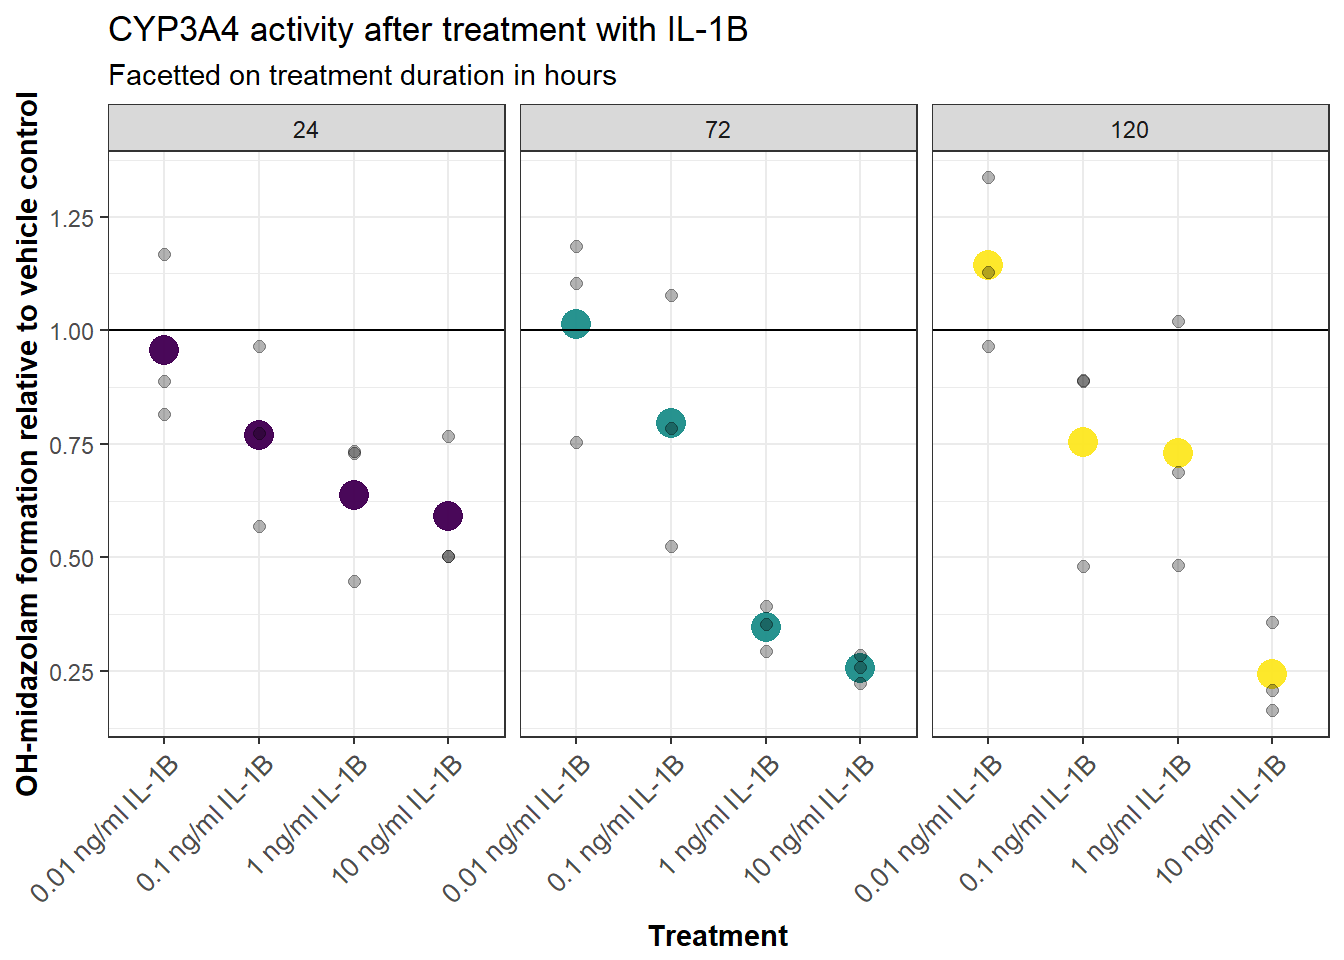 CYP3A4 activity after treatment with IL-1B
Facetted on treatment duration in hours
24
72
120
OH-midazolam formation relative to vehicle control
1.25
1.00
0.75
0.50
0.25
0.01 ng/ml IL-1B
0.1 ng/ml IL-1B
1 ng/ml IL-1B
10 ng/ml IL-1B
0.01 ng/ml IL-1B
0.1 ng/ml IL-1B
1 ng/ml IL-1B
10 ng/ml IL-1B
0.01 ng/ml IL-1B
0.1 ng/ml IL-1B
1 ng/ml IL-1B
10 ng/ml IL-1B
Treatment